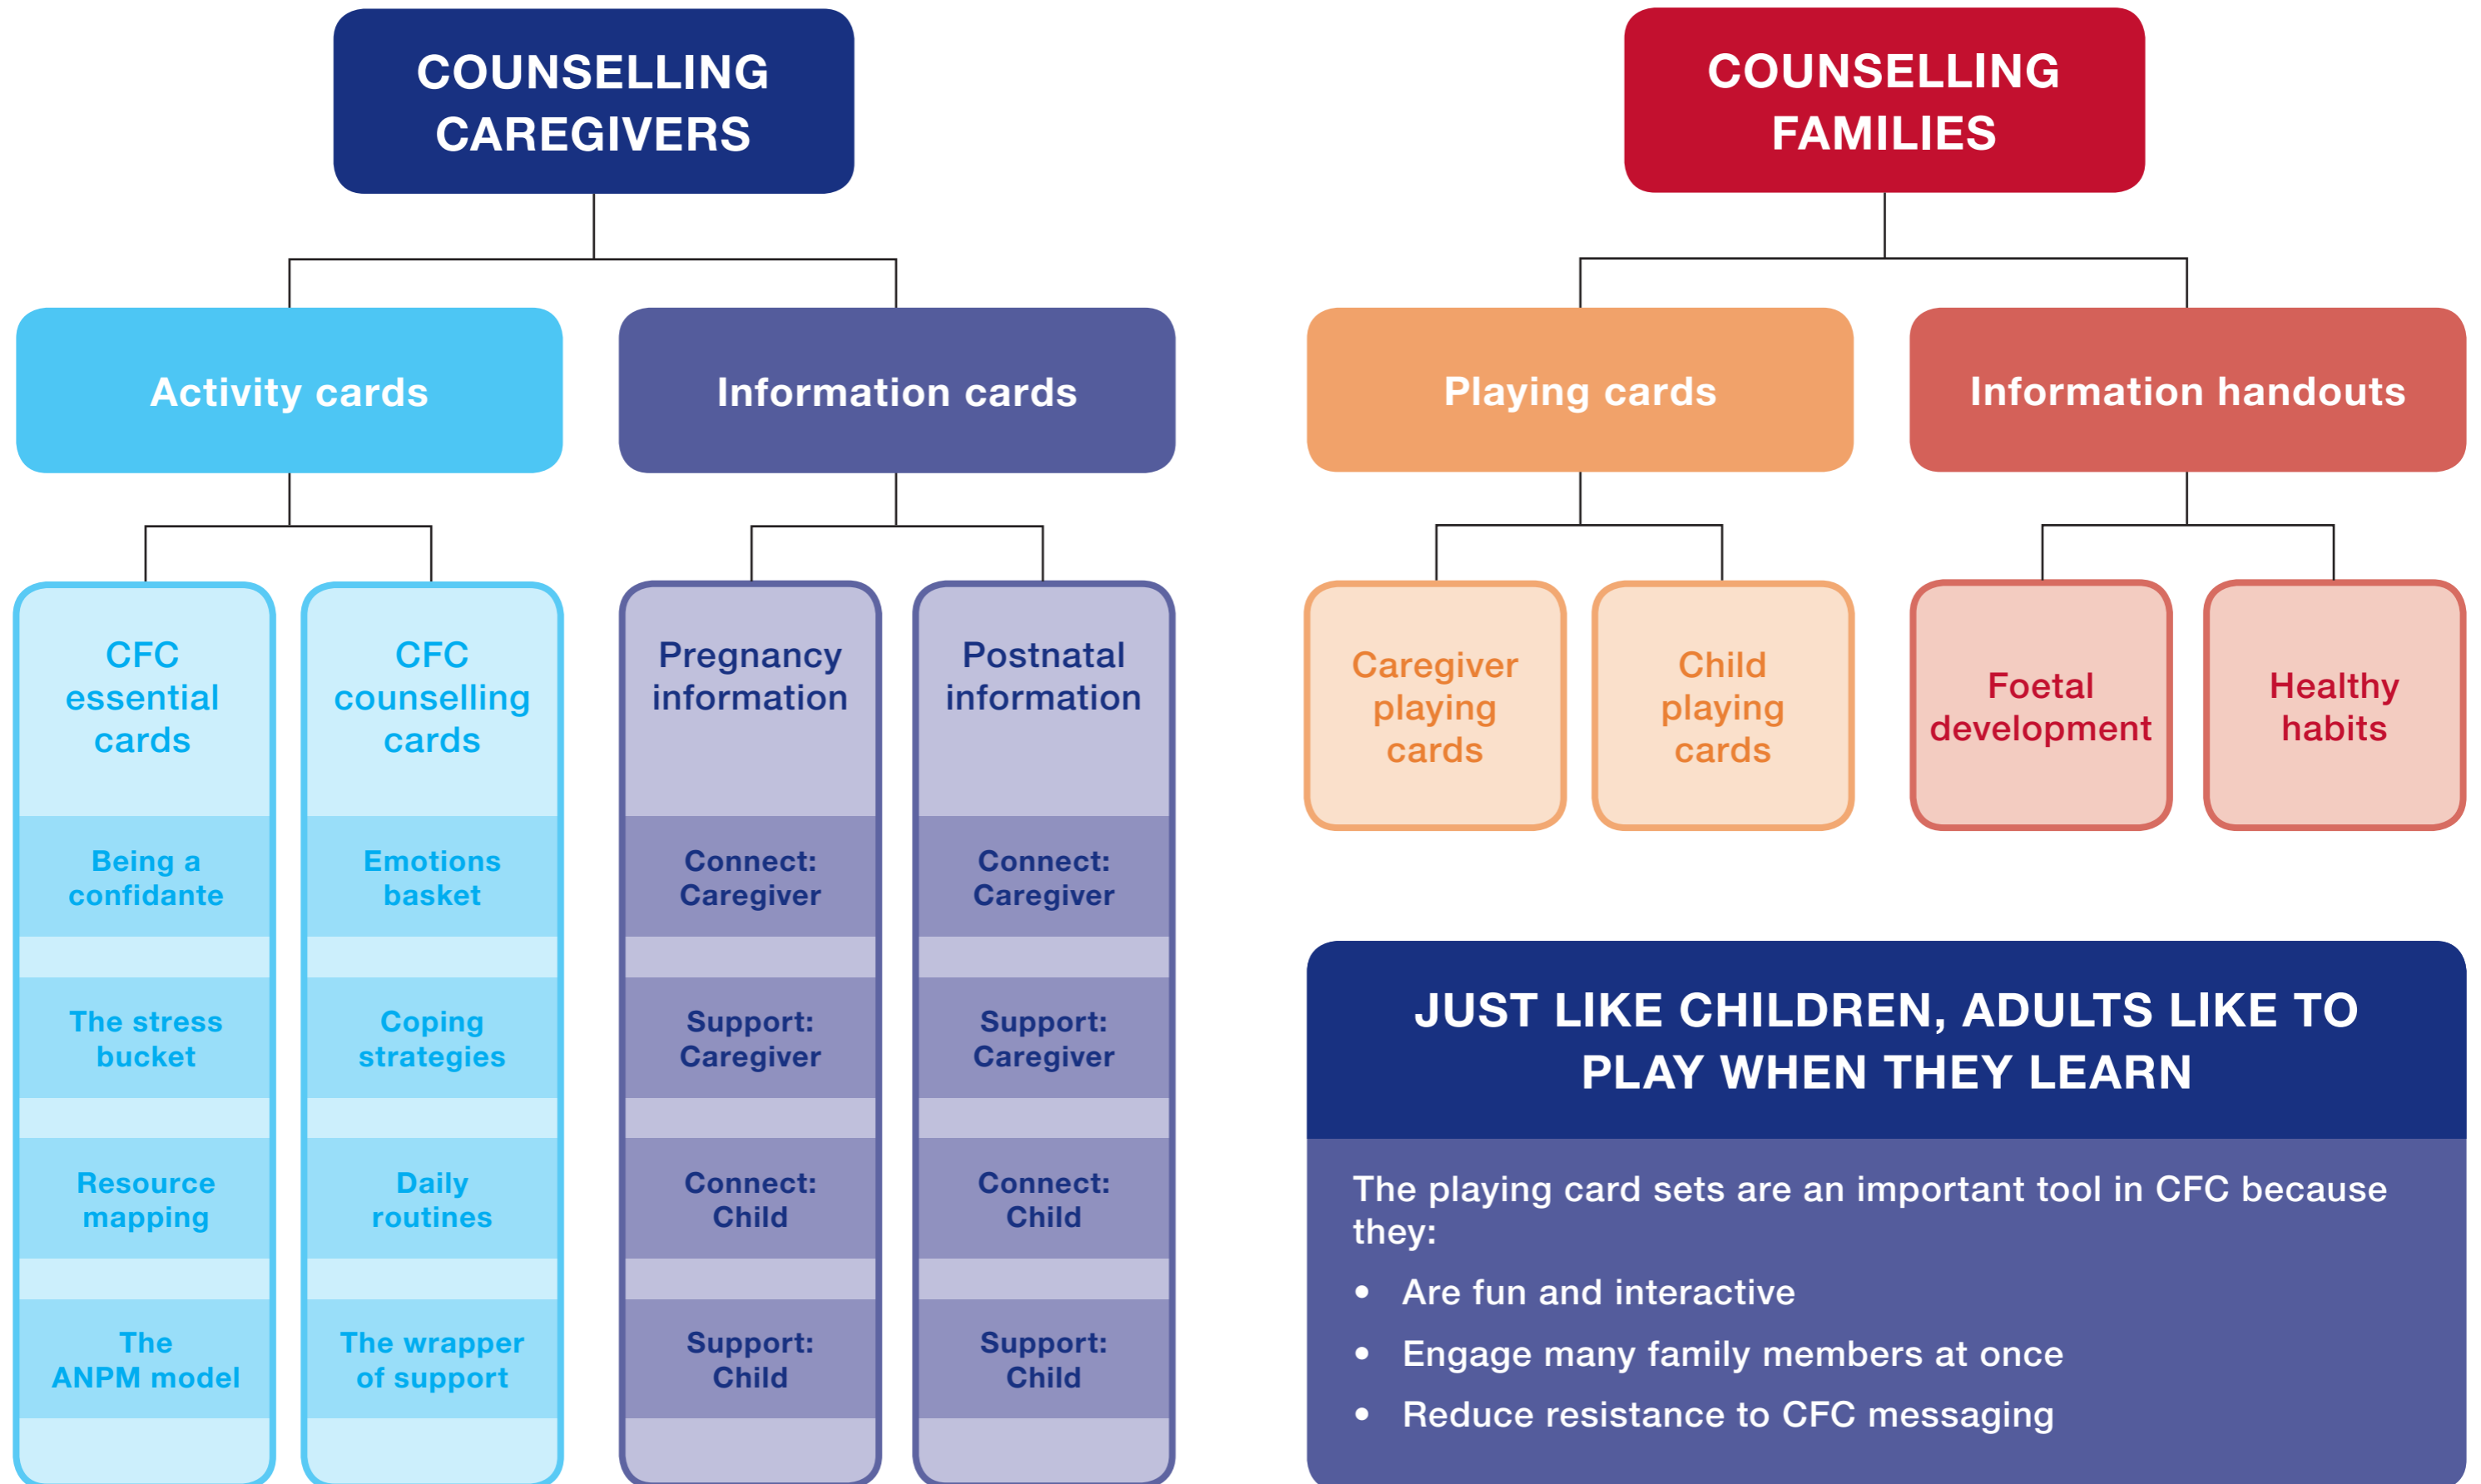 COUNSELLING
CAREGIVERS
Activity cards
Information cards
CFC
essential
cards
Being a
confidante
The stress
bucket
Resource
mapping
The
ANPM model
CFC
counselling
cards
Emotions
basket
Coping
strategies
Daily
routines
The wrapper
of support
Pregnancy
information
Connect:
Caregiver
Support:
Caregiver
Connect:
Child
Support:
Child
Postnatal
information
Connect:
Caregiver
Support:
Caregiver
Connect:
Child
Support:
Child
COUNSELLING
FAMILIES
Playing cards
Information handouts
Caregiver
playing
cards
Child
playing
cards
Foetal
development
Healthy
habits
JUST LIKE CHILDREN, ADULTS LIKE TO
PLAY WHEN THEY LEARN
The playing card sets are an important tool in CFC because
they:
• Are fun and interactive
• Engage many family members at once
• Reduce resistance to CFC messaging